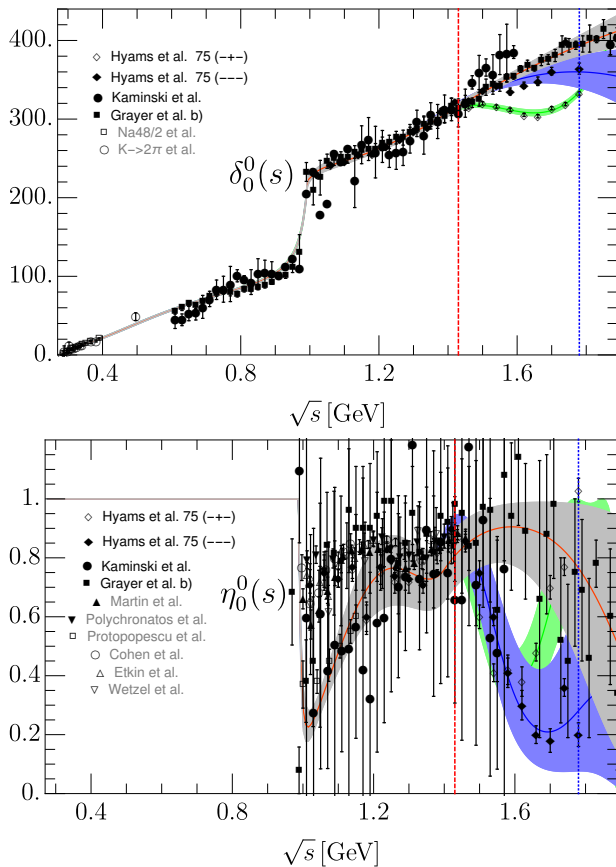 400.
Hyams et al. 75 (−+−)
Hyams et al. 75 (−−−)
Kaminski et al.
Grayer et al. b)
Na48/2 et al.
K−>2π et al.
300.
200.
100.
0.
δ₀⁰(s)
0.4 0.8 1.2 1.6
√s [GeV]
1.
0.8
0.6
0.4
0.2
0.
Hyams et al. 75 (−+−)
Hyams et al. 75 (−−−)
Kaminski et al.
Grayer et al. b)
Martin et al.
Polychronatos et al.
Protopopescu et al.
Cohen et al.
Etkin et al.
Wetzel et al.
η₀⁰(s)
0.4 0.8 1.2 1.6
√s [GeV]